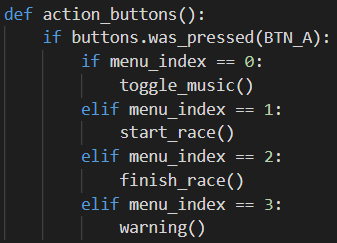 def action_buttons():
    if buttons.was_pressed(BTN_A):
        if menu_index == 0:
            toggle_music()
        elif menu_index == 1:
            start_race()
        elif menu_index == 2:
            finish_race()
        elif menu_index == 3:
            warning()